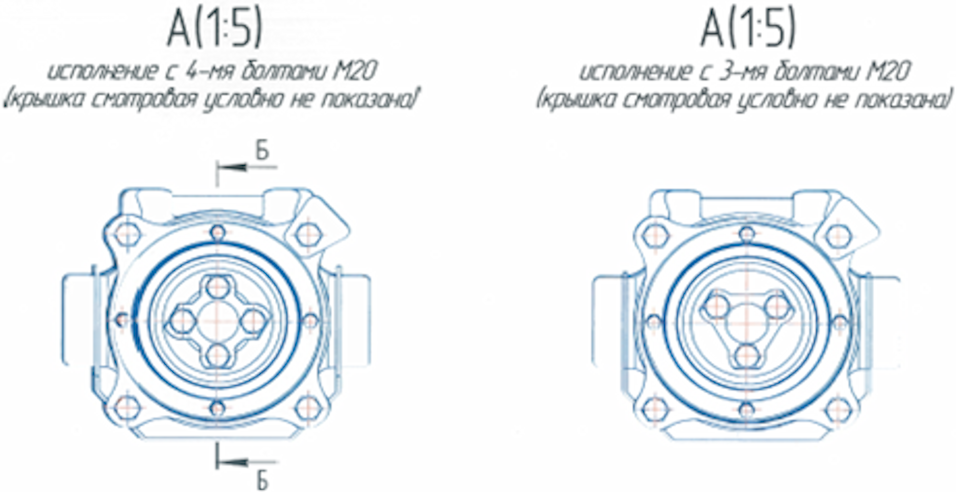 А(1:5)
исполнение с 4-мя болтами М20
(крышка смотровая условно не показана)
А(1:5)
исполнение с 3-мя болтами М20
(крышка смотровая условно не показана)
Б
Б